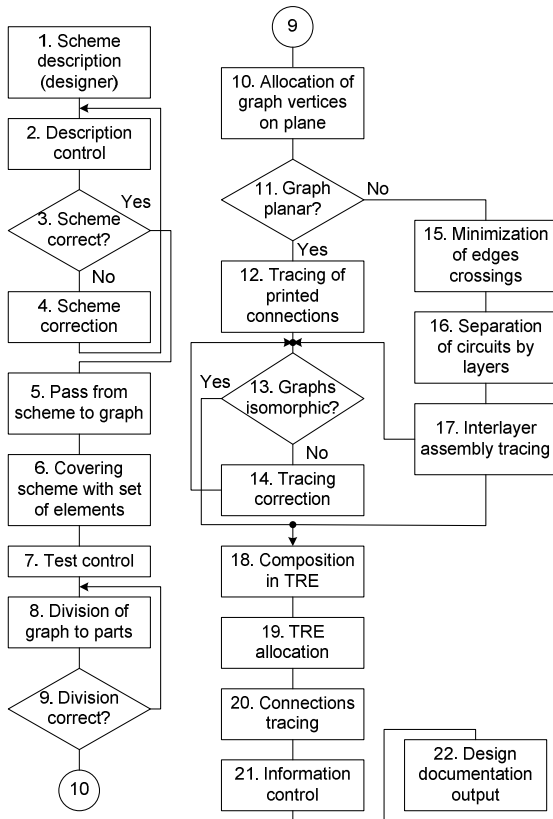 1. Scheme
description
(designer)
2. Description
control
3. Scheme
correct?
Yes
No
4. Scheme
correction
5. Pass from
scheme to graph
6. Covering
scheme with set
of elements
7. Test control
8. Division of
graph to parts
9. Division
correct?
10
9
10. Allocation of
graph vertices
on plane
11. Graph
planar?
No
Yes
12. Tracing of
printed
connections
13. Graphs
isomorphic?
Yes
No
14. Tracing
correction
15. Minimization
of edges
crossings
16. Separation
of circuits by
layers
17. Interlayer
assembly tracing
18. Composition
in TRE
19. TRE
allocation
20. Connections
tracing
21. Information
control
22. Design
documentation
output